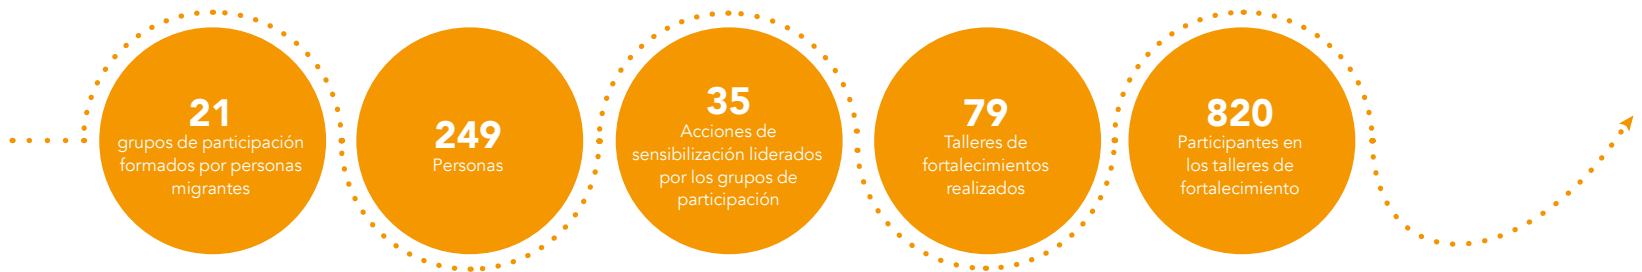 21
grupos de participación
formados por personas
migrantes
249
Personas
35
Acciones de
sensibilización liderados
por los grupos de
participación
79
Talleres de
fortalecimientos
realizados
820
Participantes en
los talleres de
fortalecimiento